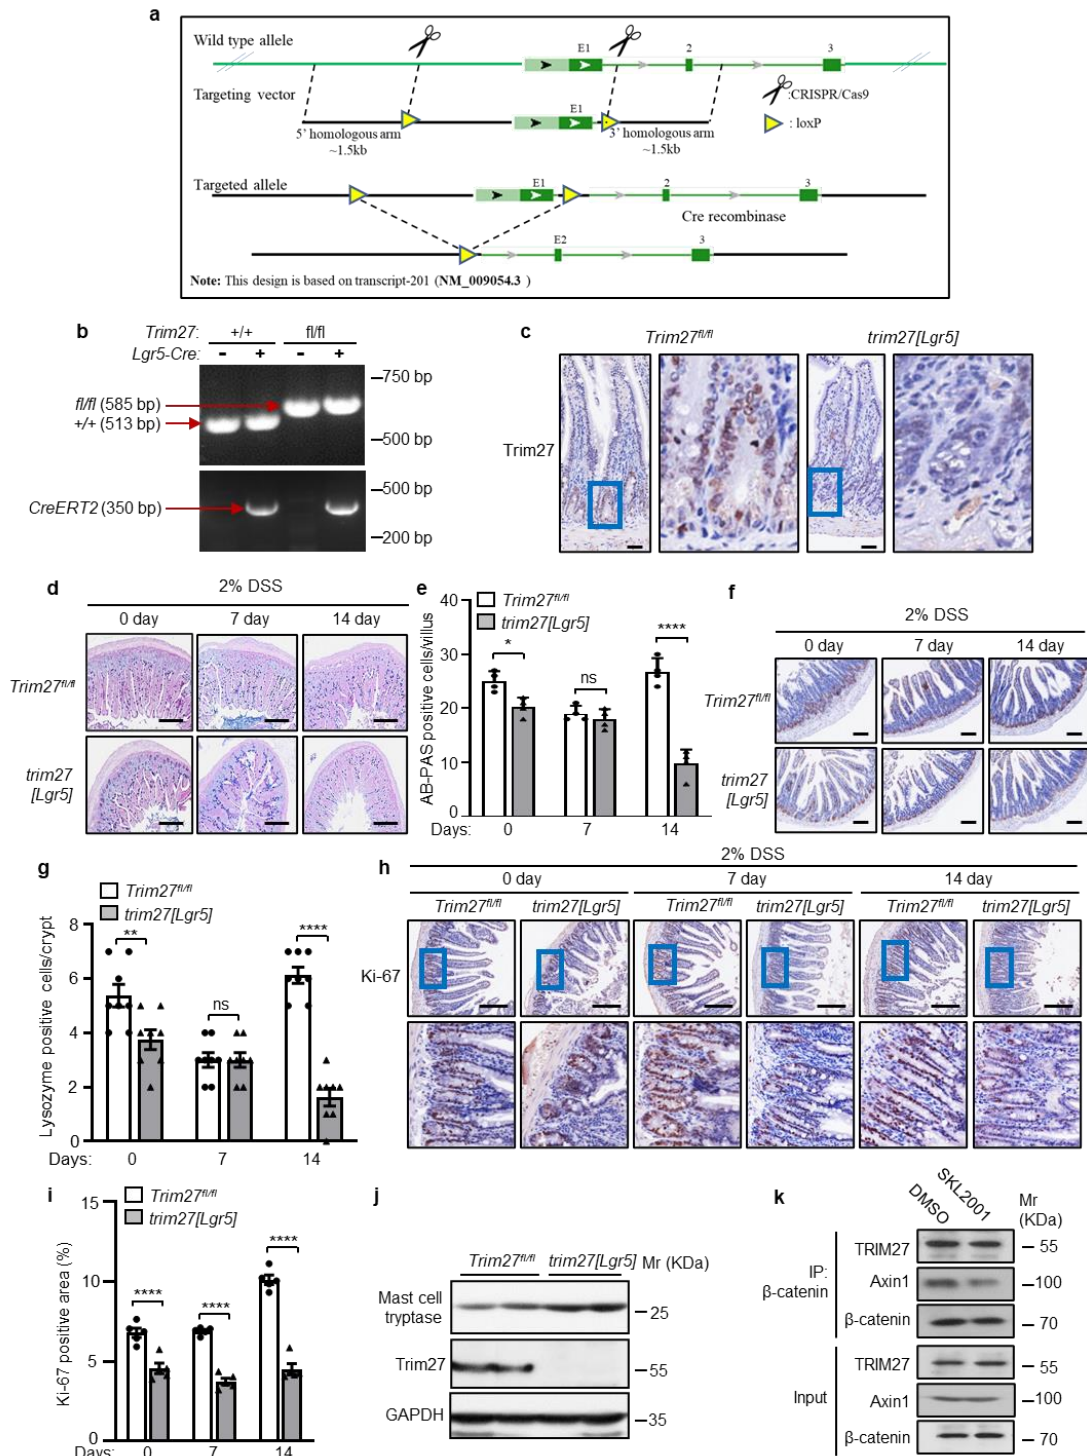 a
Wild type allele
E1
2
3
Targeting vector
:CRISPR/Cas9
E1
: loxP
5’ homologous arm
~1.5kb
3’ homologous arm
~1.5kb
Targeted allele
E1
2
3
Cre recombinase
E2
3
Note: This design is based on transcript-201 (NM_009054.3 )
b
Trim27: +/+ fl/fl
Lgr5-Cre: - + - +
750 bp
fl/fl (585 bp)
+/+ (513 bp)
500 bp
500 bp
CreERT2 (350 bp)
200 bp
c
Trim27fl/fl trim27[Lgr5]
Trim27
d
2% DSS
0 day 7 day 14 day
Trim27fl/fl
trim27
[Lgr5]
e
Trim27fl/fl
trim27[Lgr5]
AB-PAS positive cells/villus
40
30
20
10
0
* ns ****
Days: 0 7 14
f
2% DSS
0 day 7 day 14 day
Trim27fl/fl
trim27
[Lgr5]
g
Trim27fl/fl
trim27[Lgr5]
Lysozyme positive cells/crypt
8
6
4
2
0
** ns ****
Days: 0 7 14
h
2% DSS
0 day 7 day 14 day
Trim27fl/fl trim27[Lgr5] Trim27fl/fl trim27[Lgr5] Trim27fl/fl trim27[Lgr5]
Ki-67
i
Trim27fl/fl
trim27[Lgr5]
Ki-67 positive area (%)
15
10
5
0
**** **** ****
Days: 0 7 14
j
Trim27fl/fl trim27[Lgr5] Mr (KDa)
Mast cell
tryptase
25
Trim27
55
GAPDH
35
k
DMSO
SKL2001
Mr
(KDa)
IP:
β-catenin
TRIM27
55
Axin1
100
β-catenin
70
Input
TRIM27
55
Axin1
100
β-catenin
70